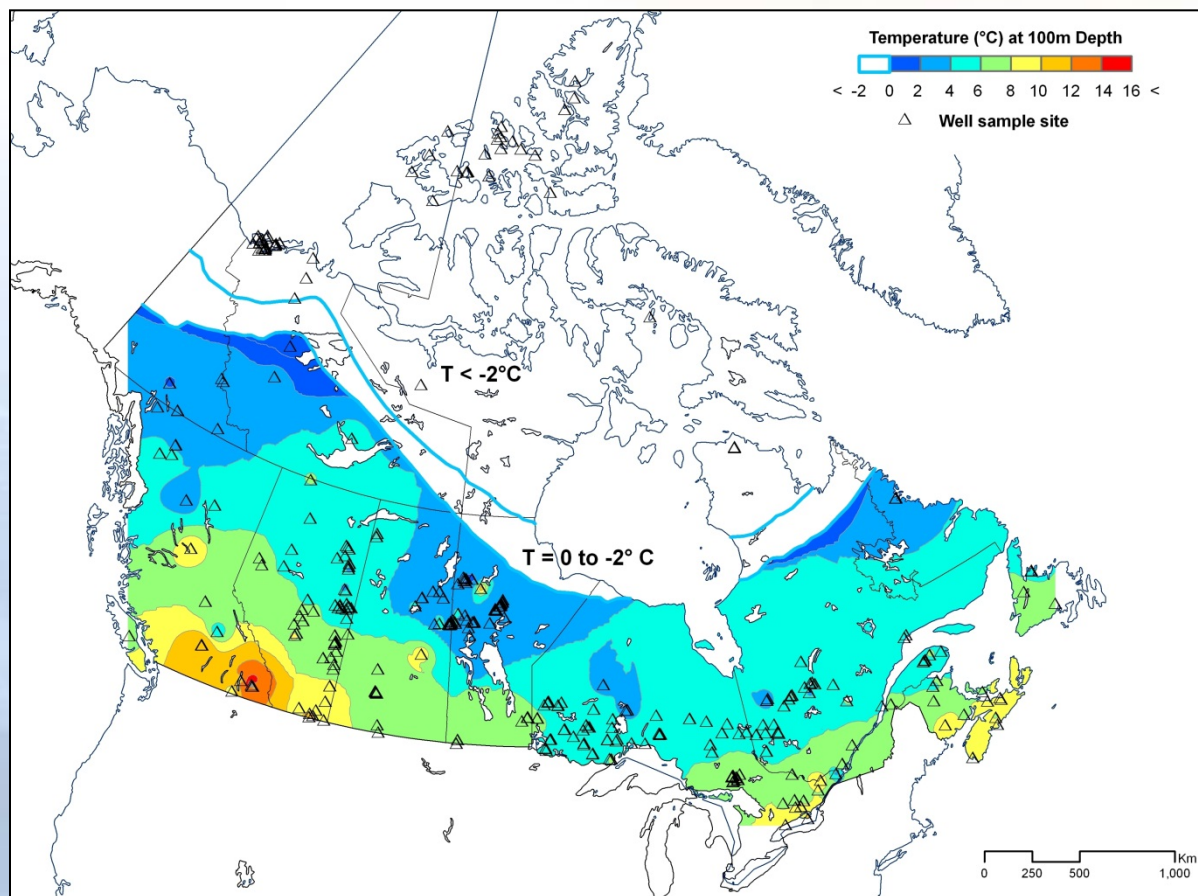 Temperature (°C) at 100m Depth
< -2 0 2 4 6 8 10 12 14 16 <
Well sample site
T < -2°C
T = 0 to -2° C
Km
0 250 500 1,000